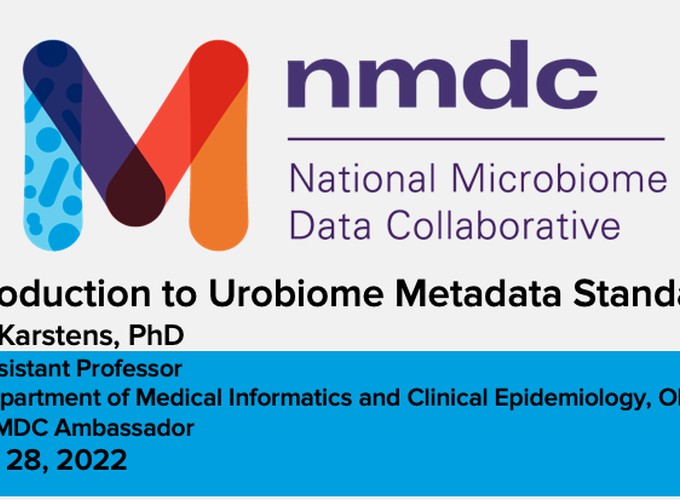 nmdc
National Microbiome
Data Collaborative
oduction to Urobiome Metadata Standa
Karstens, PhD
sistant Professor
partment of Medical Informatics and Clinical Epidemiology, O
MDC Ambassador
28, 2022